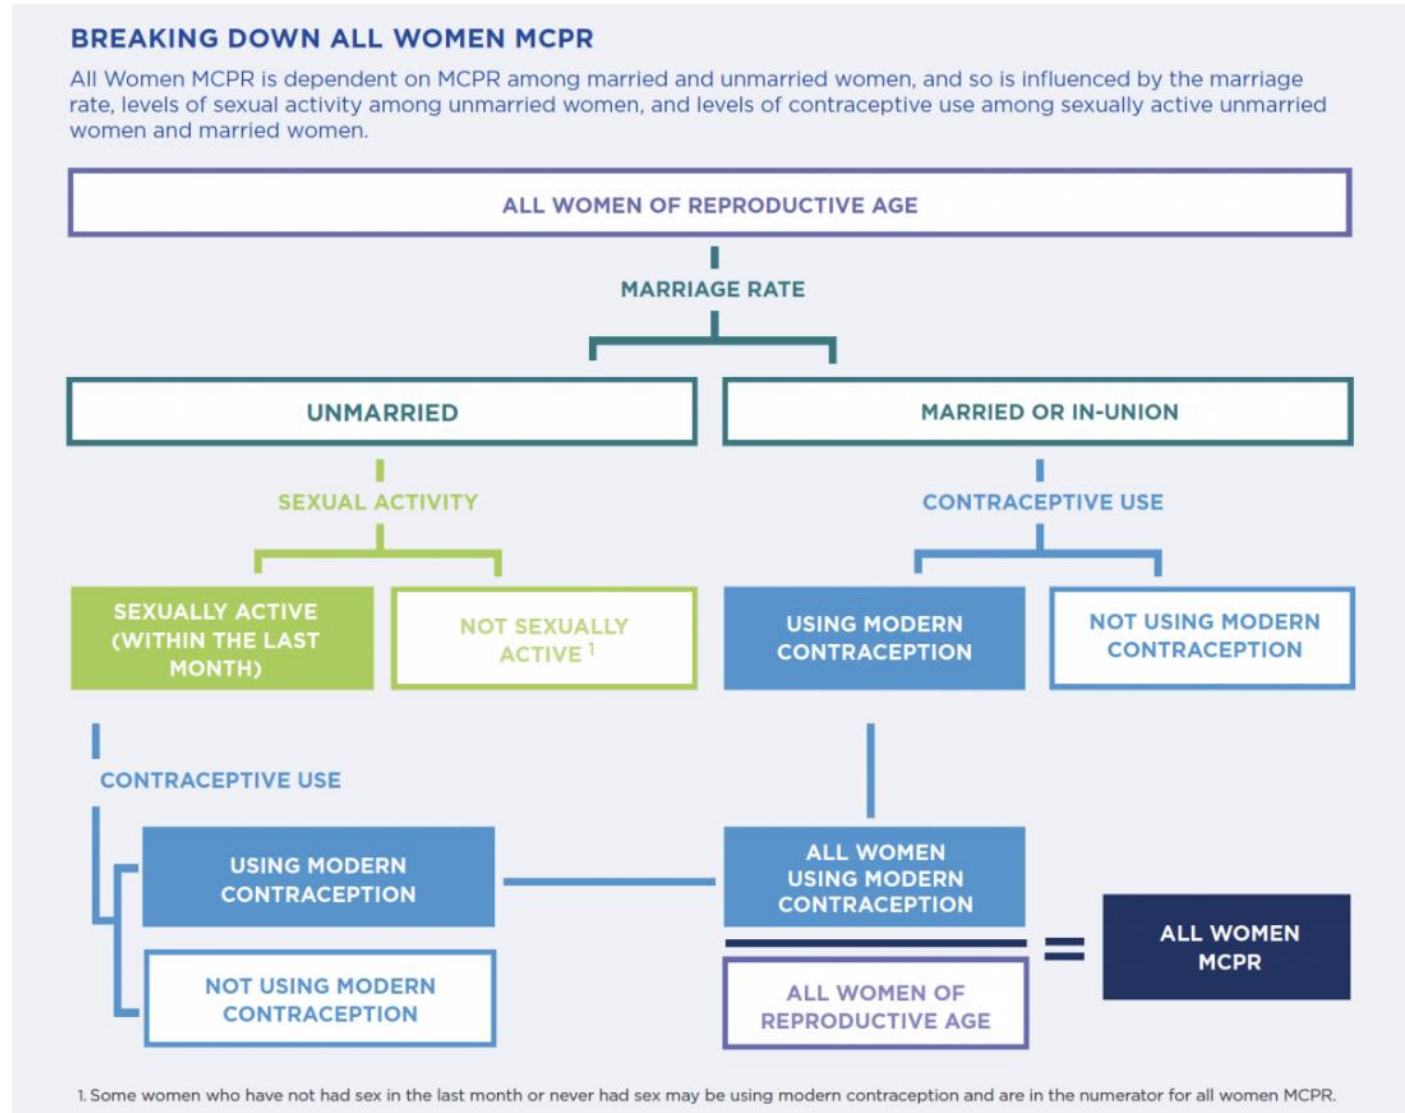 BREAKING DOWN ALL WOMEN MCPR
All Women MCPR is dependent on MCPR among married and unmarried women, and so is influenced by the marriage
rate, levels of sexual activity among unmarried women, and levels of contraceptive use among sexually active unmarried
women and married women.
ALL WOMEN OF REPRODUCTIVE AGE
MARRIAGE RATE
UNMARRIED
MARRIED OR IN-UNION
SEXUAL ACTIVITY
CONTRACEPTIVE USE
SEXUALLY ACTIVE
(WITHIN THE LAST
MONTH)
NOT SEXUALLY
ACTIVE 1
USING MODERN
CONTRACEPTION
NOT USING MODERN
CONTRACEPTION
CONTRACEPTIVE USE
USING MODERN
CONTRACEPTION
NOT USING MODERN
CONTRACEPTION
ALL WOMEN
USING MODERN
CONTRACEPTION
ALL WOMEN OF
REPRODUCTIVE AGE
=
ALL WOMEN
MCPR
1. Some women who have not had sex in the last month or never had sex may be using modern contraception and are in the numerator for all women MCPR.